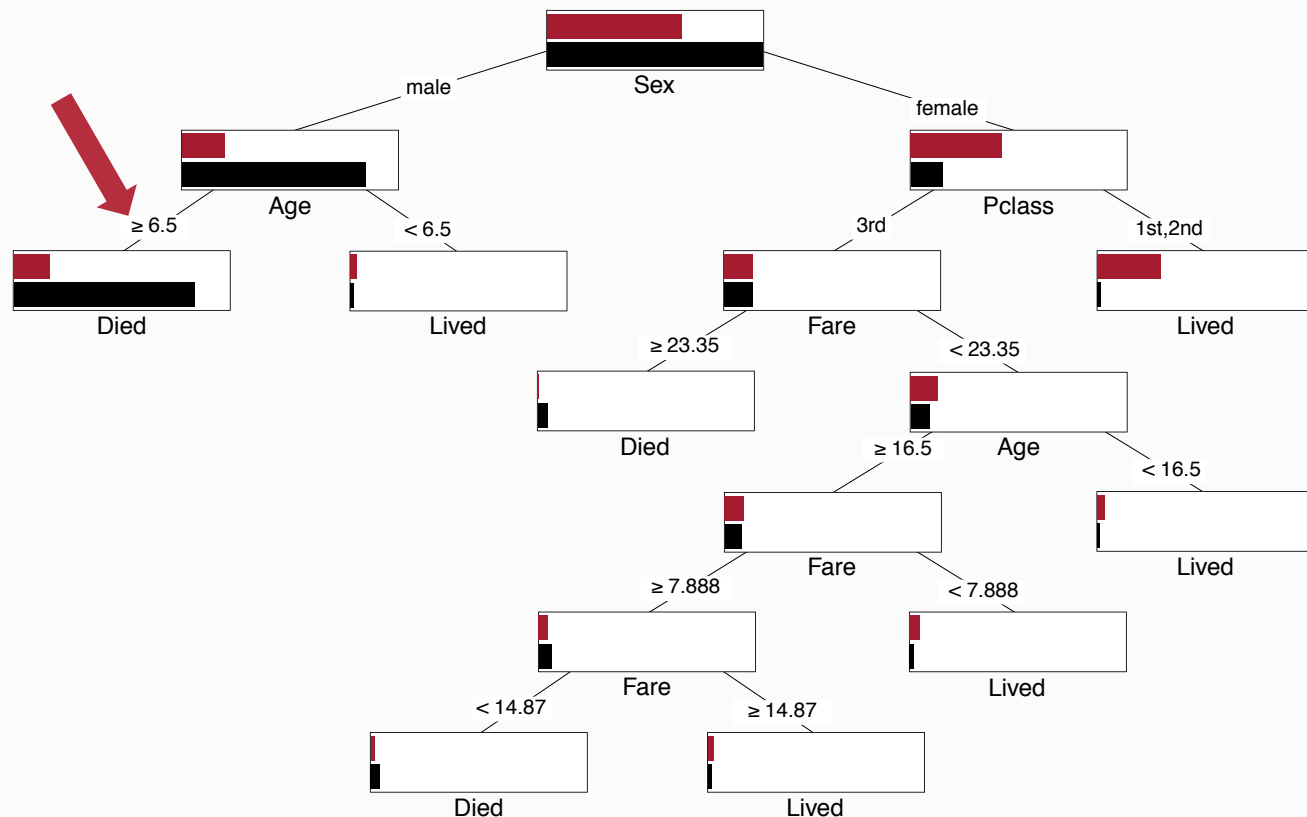 Sex
male
female
Age
Pclass
≥ 6.5
< 6.5
3rd
1st,2nd
Died
Lived
Fare
Lived
≥ 23.35
< 23.35
Died
Age
≥ 16.5
< 16.5
Fare
Lived
≥ 7.888
< 7.888
Fare
Lived
< 14.87
≥ 14.87
Died
Lived